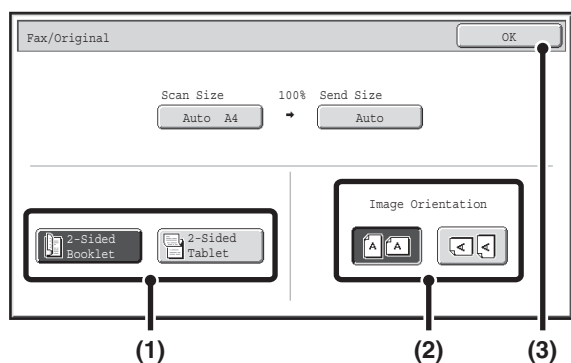 Fax/Original
OK
Scan Size 100% Send Size
Auto A4 → Auto
Image Orientation
2-Sided
Booklet
2-Sided
Tablet
A A A A
(1) (2) (3)